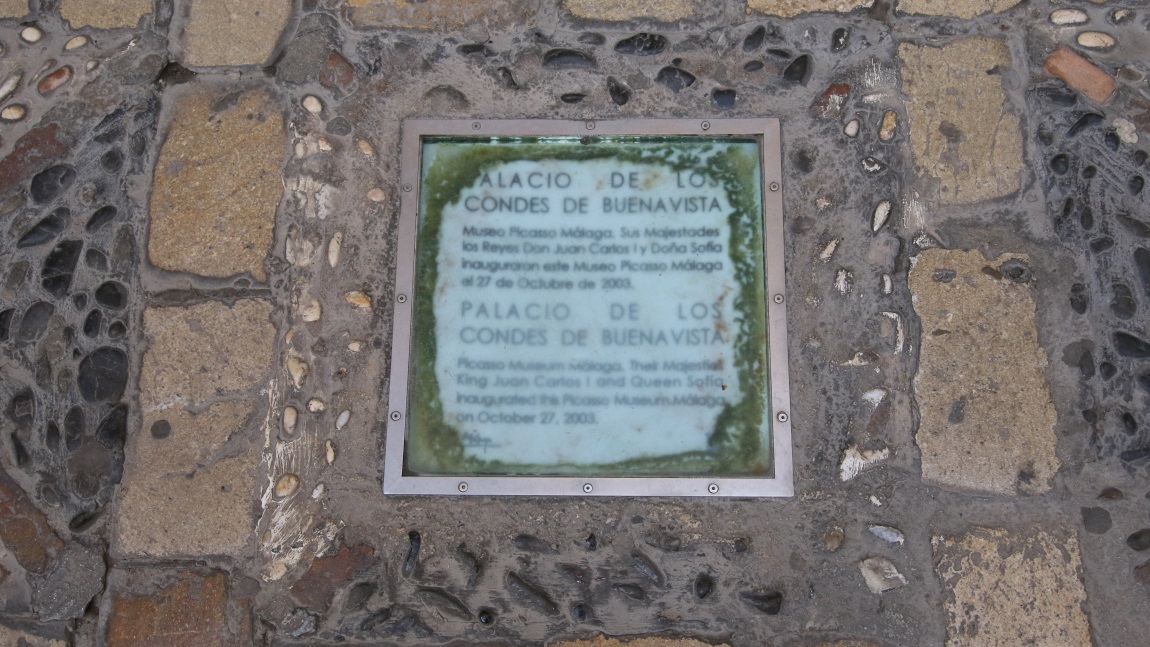 ALACIO DE LOS
CONDES DE BUENAVISTA
Museo Picasso Málaga. Sus Majestades
los Reyes Don Juan Carlos I y Doña Sofía
inauguraron este Museo Picasso Málaga
el 27 de Octubre de 2003.
PALACIO DE LOS
CONDES DE BUENAVISTA
Picasso Museum Málaga. Their Majesties
King Juan Carlos I and Queen Sofía
inaugurated this Picasso Museum Málaga
on October 27, 2003.